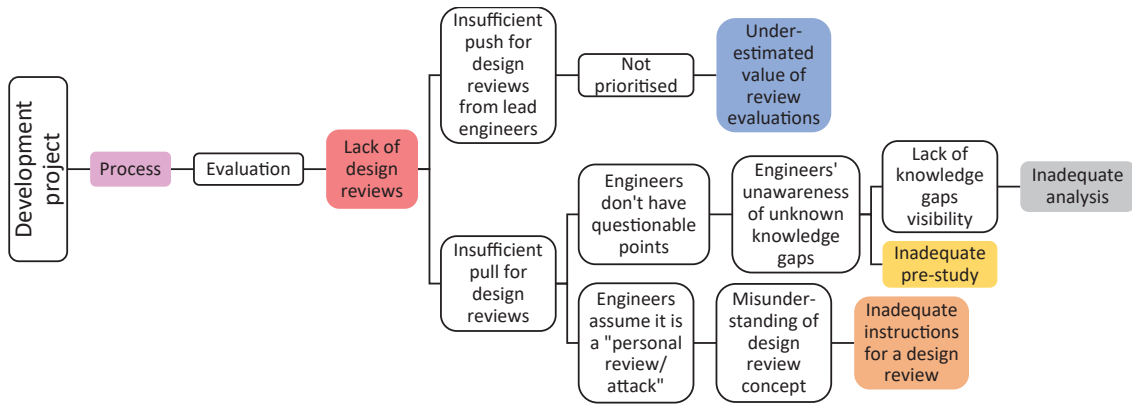 Development
project
Process
Evaluation
Lack of
design
reviews
Insufficient
push for
design
reviews
from lead
engineers
Not
prioritised
Under-
estimated
value of
review
evaluations
Insufficient
pull for
design
reviews
Engineers
don't have
questionable
points
Engineers'
unawareness
of unknown
knowledge
gaps
Lack of
knowledge
gaps
visibility
Inadequate
analysis
Inadequate
pre-study
Engineers
assume it is
a "personal
review/
attack"
Misunder-
standing of
design
review
concept
Inadequate
instructions
for a design
review